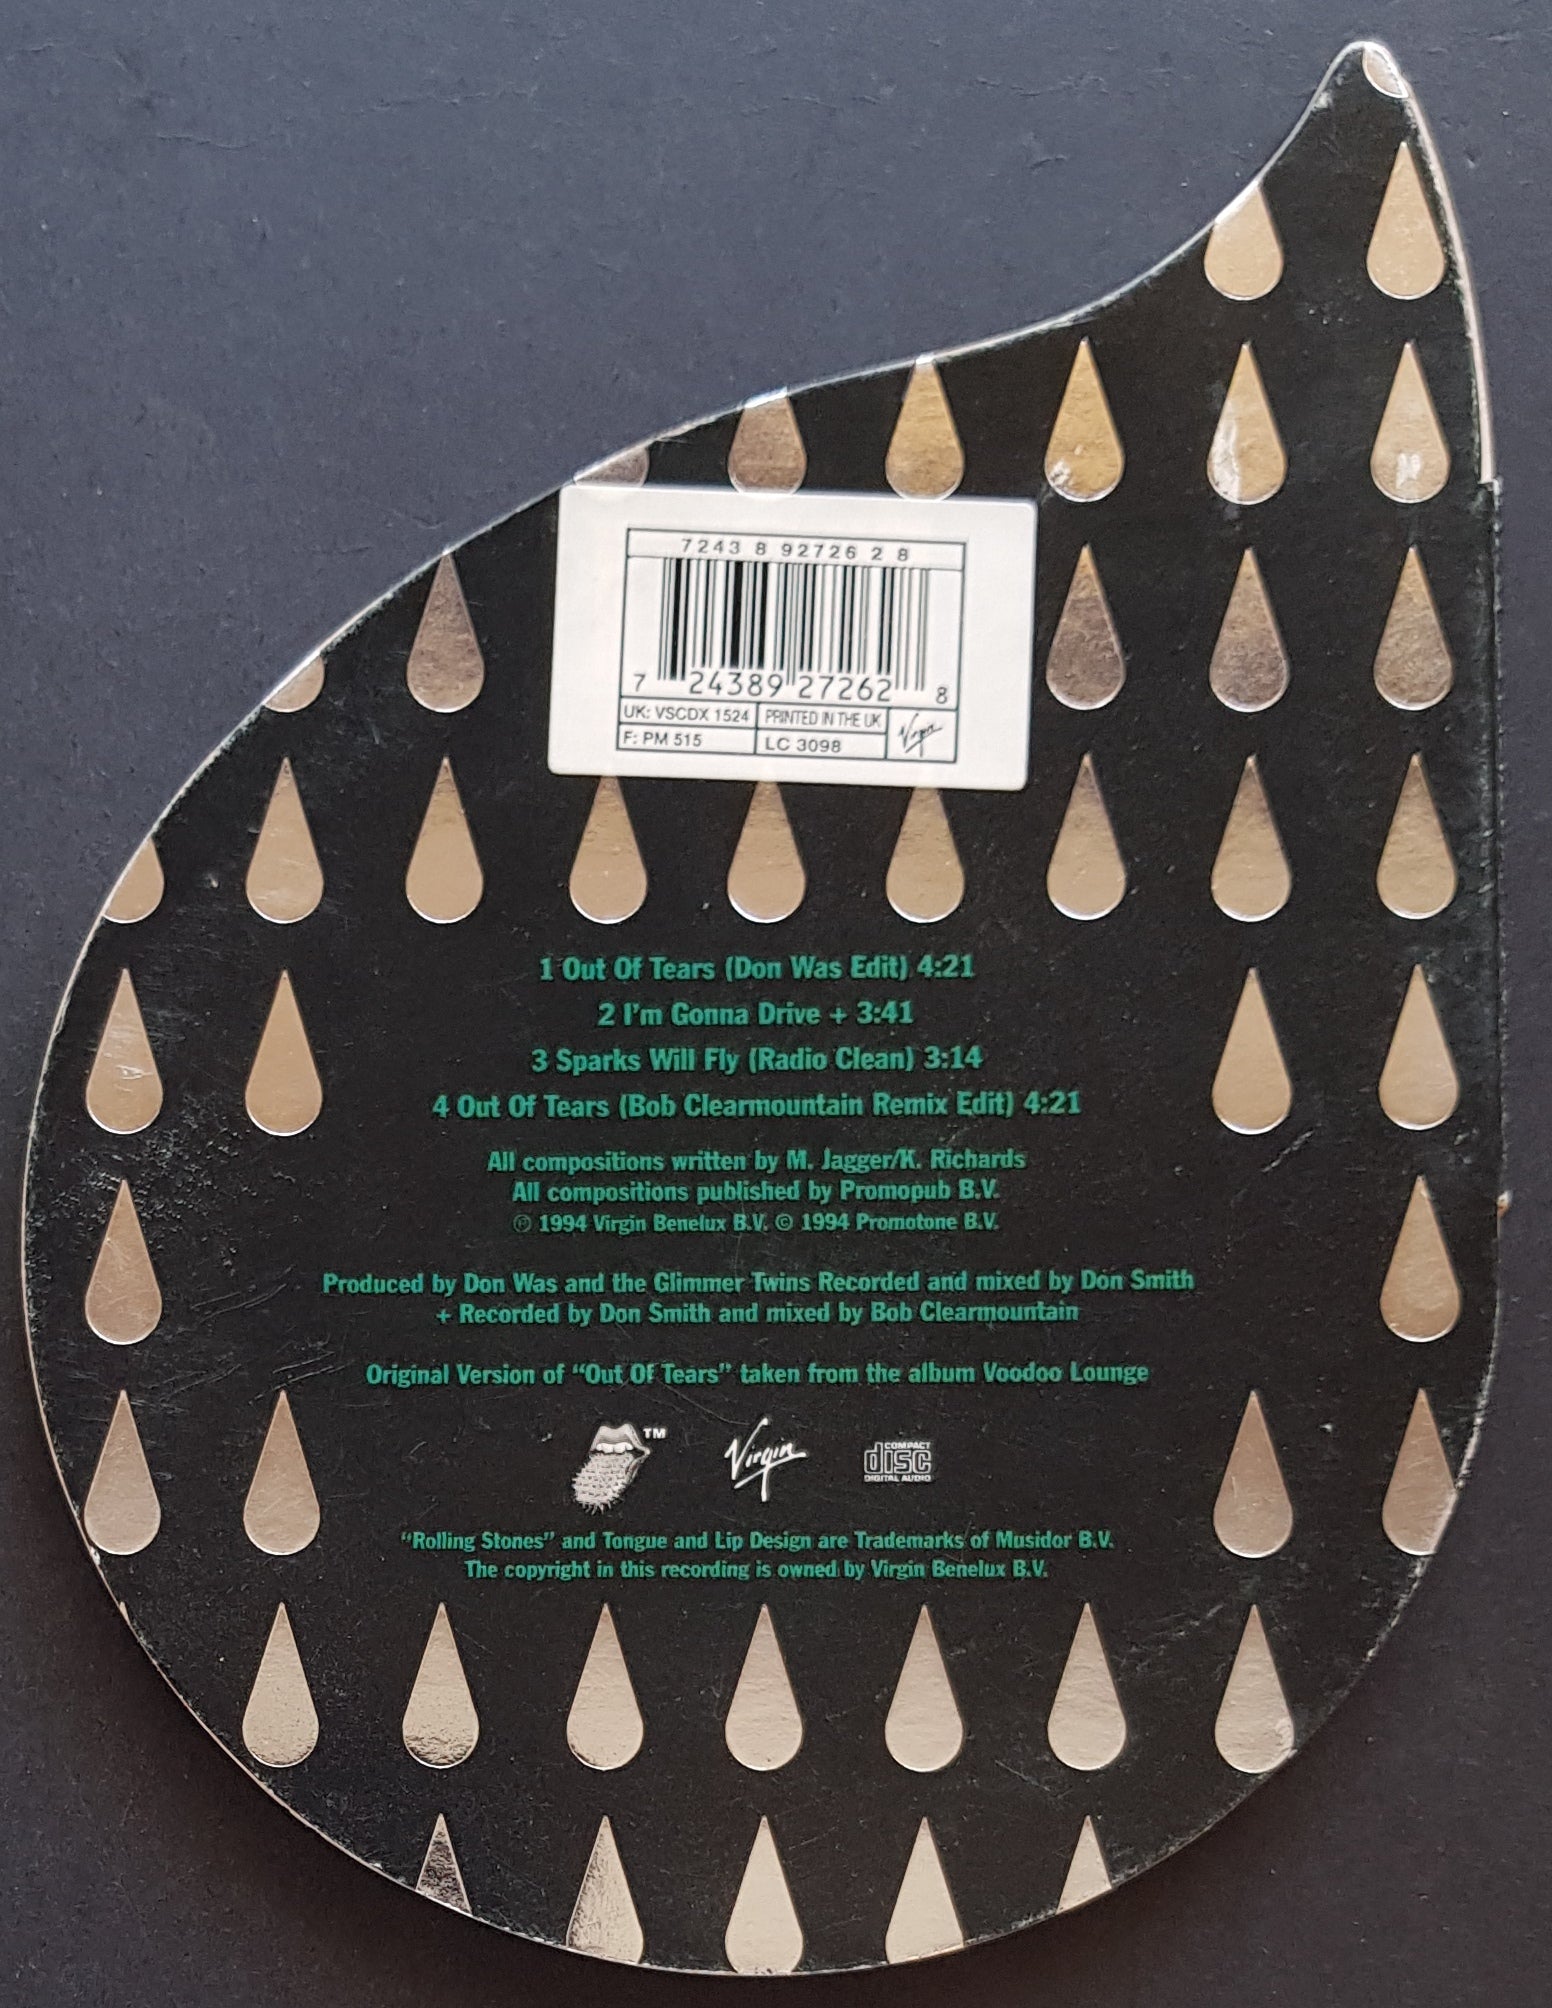 7243 8 92726 2 8
7 24389 27262 8
UK: VSCDX 1524 PRINTED IN THE UK Virgin
F: PM 515 LC 3098
1 Out Of Tears (Don Was Edit) 4:21
2 I'm Gonna Drive + 3:41
3 Sparks Will Fly (Radio Clean) 3:14
4 Out Of Tears (Bob Clearmountain Remix Edit) 4:21
All compositions written by M. Jagger/K. Richards
All compositions published by Promopub B.V.
℗ 1994 Virgin Benelux B.V. © 1994 Promotone B.V.
Produced by Don Was and the Glimmer Twins Recorded and mixed by Don Smith
+ Recorded by Don Smith and mixed by Bob Clearmountain
Original Version of “Out Of Tears” taken from the album Voodoo Lounge
TM
Virgin
COMPACT
disc
DIGITAL AUDIO
“Rolling Stones” and Tongue and Lip Design are Trademarks of Musidor B.V.
The copyright in this recording is owned by Virgin Benelux B.V.